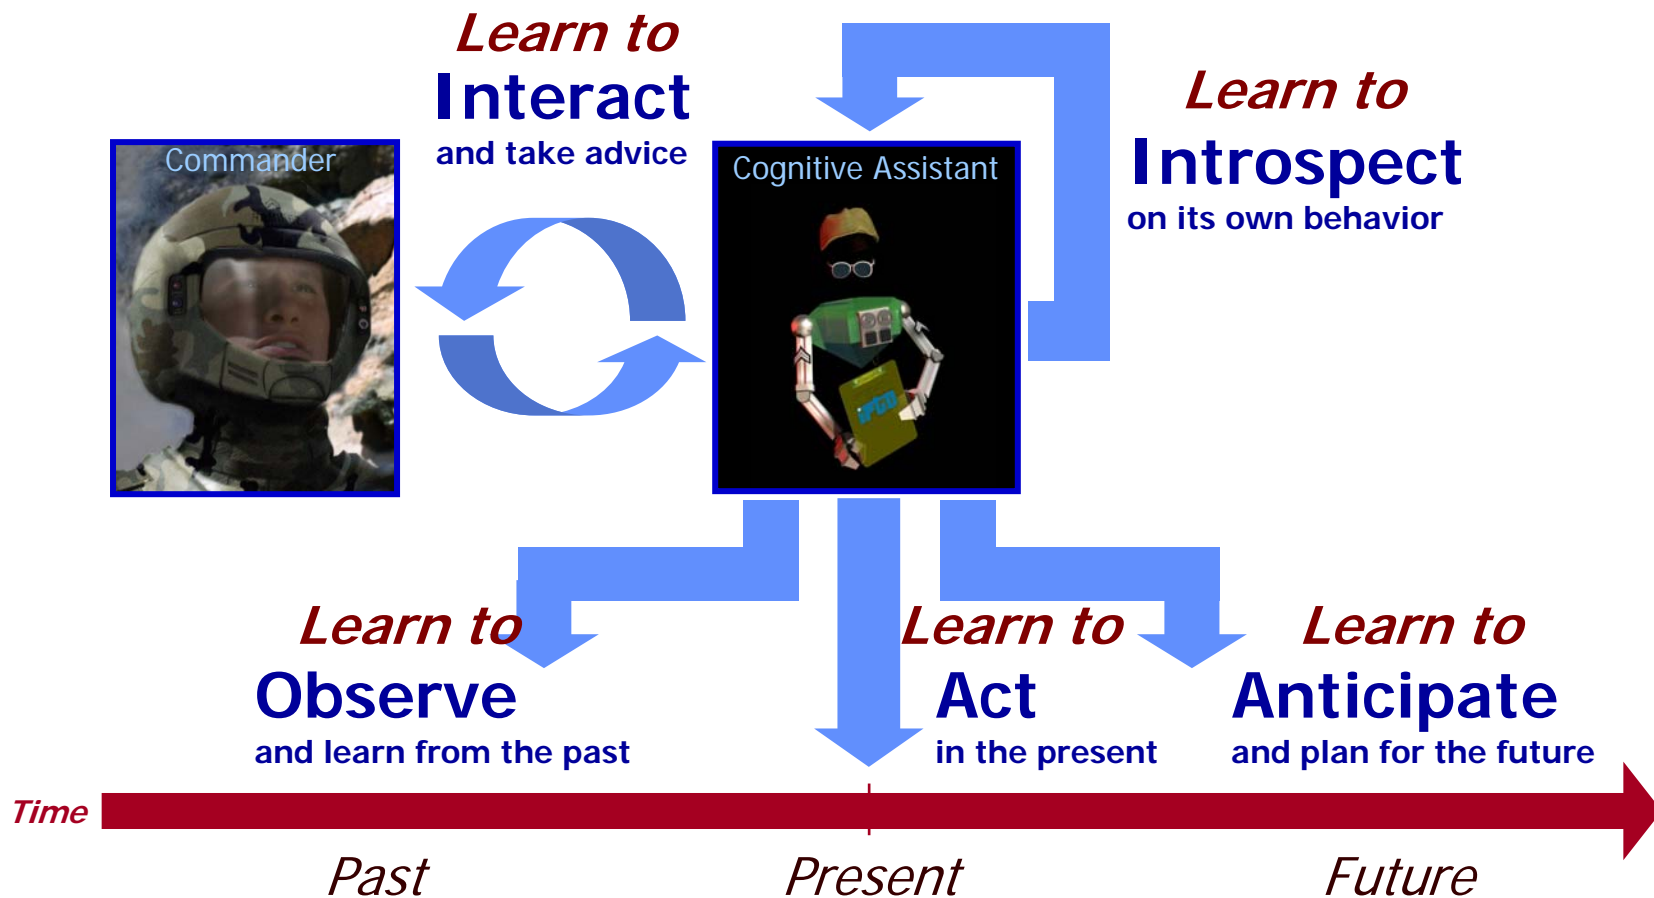 Learn to
Interact
and take advice
Learn to
Introspect
on its own behavior
Commander
Cognitive Assistant
Learn to
Observe
and learn from the past
Learn to
Act
in the present
Learn to
Anticipate
and plan for the future
Time
Past
Present
Future